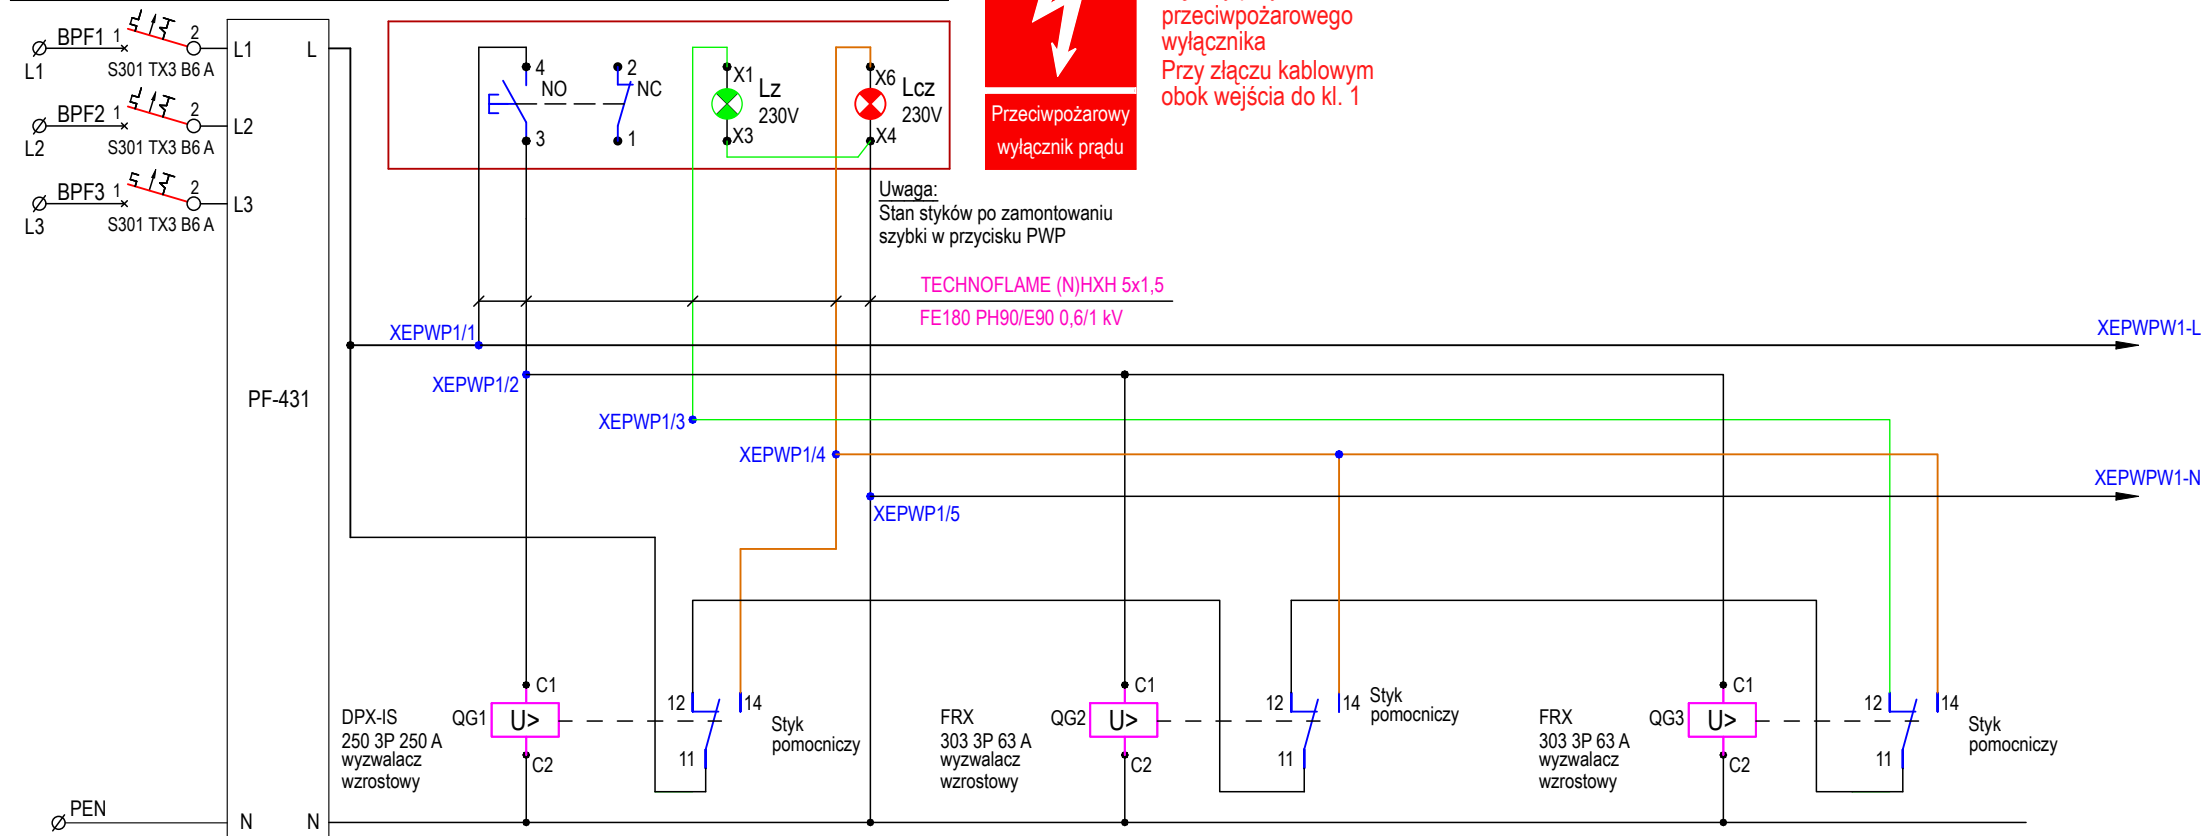 przeciwpożarowego
wyłącznika
Przy złączu kablowym
obok wejścia do kl. 1
Przeciwpożarowy
wyłącznik prądu
BPF1 1 2
L1
S301 TX3 B6 A
L1 L
BPF2 1 2
L2
S301 TX3 B6 A
L2
BPF3 1 2
L3
S301 TX3 B6 A
L3
PF-431
PEN
N N
4
NO
3
2
NC
1
X1
Lz
230V
X3
X6
Lcz
230V
X4
Uwaga:
Stan styków po zamontowaniu
szybki w przycisku PWP
TECHNOFLAME (N)HXH 5x1,5
FE180 PH90/E90 0,6/1 kV
XEPWP1/1
XEPWPW1-L
XEPWP1/2
XEPWP1/3
XEPWP1/4
XEPWPW1-N
XEPWP1/5
DPX-IS
250 3P 250 A
wyzwalacz
wzrostowy
QG1
C1
U>
C2
12
14
11
Styk
pomocniczy
FRX
303 3P 63 A
wyzwalacz
wzrostowy
QG2
C1
U>
C2
12
14
11
Styk
pomocniczy
FRX
303 3P 63 A
wyzwalacz
wzrostowy
QG3
C1
U>
C2
12
14
11
Styk
pomocniczy